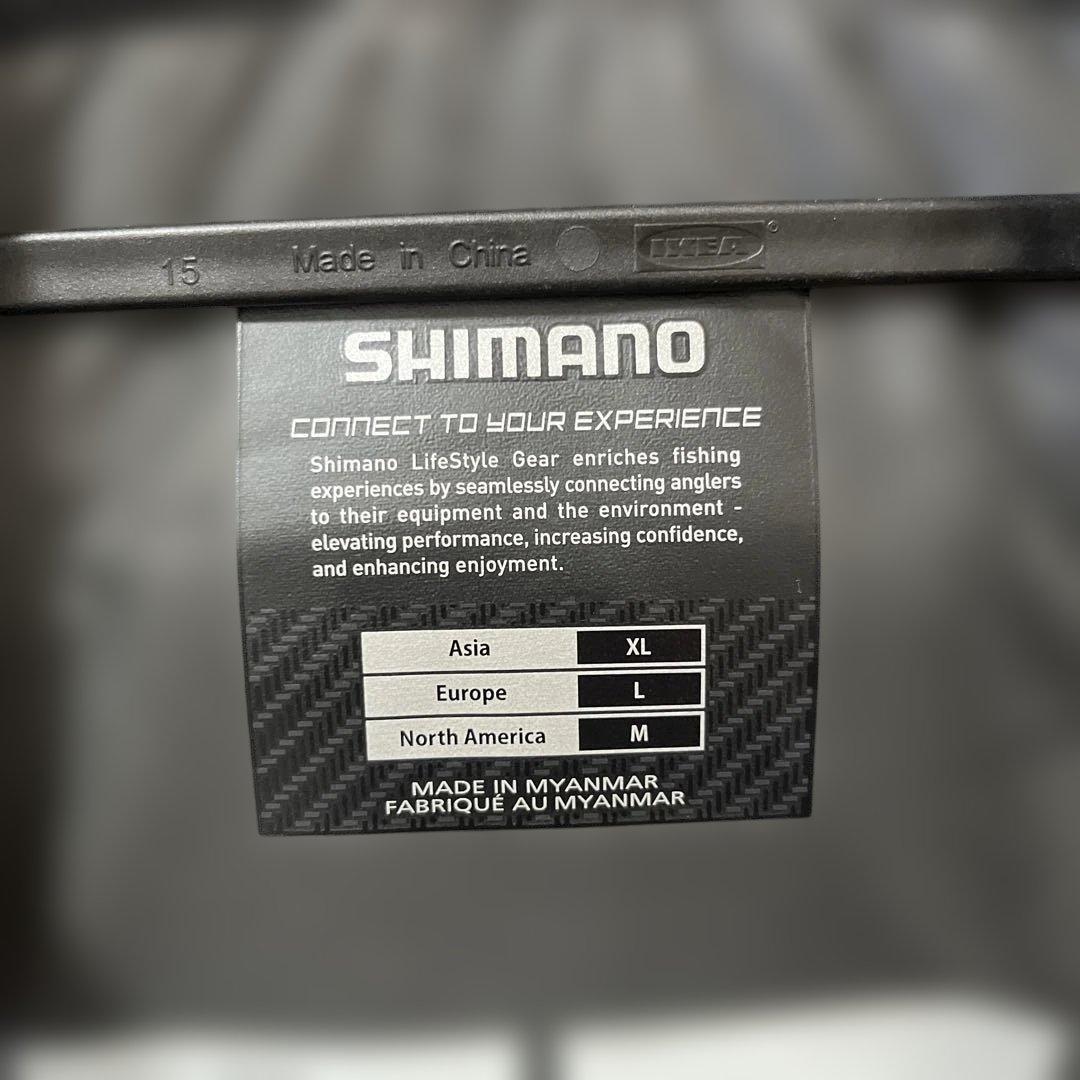 15 Made in China IKEA
SHIMANO
CONNECT TO YOUR EXPERIENCE
Shimano LifeStyle Gear enriches fishing
experiences by seamlessly connecting anglers
to their equipment and the environment -
elevating performance, increasing confidence,
and enhancing enjoyment.
Asia XL
Europe L
North America M
MADE IN MYANMAR
FABRIQUÉ AU MYANMAR